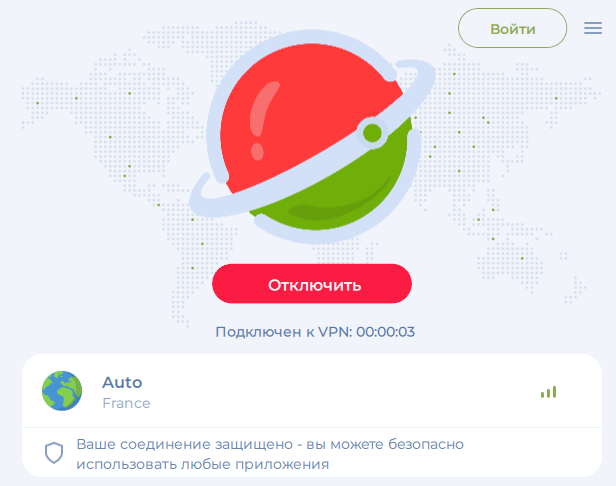 Войти
Отключить
Подключен к VPN: 00:00:03
Auto
France
Ваше соединение защищено - вы можете безопасно
использовать любые приложения